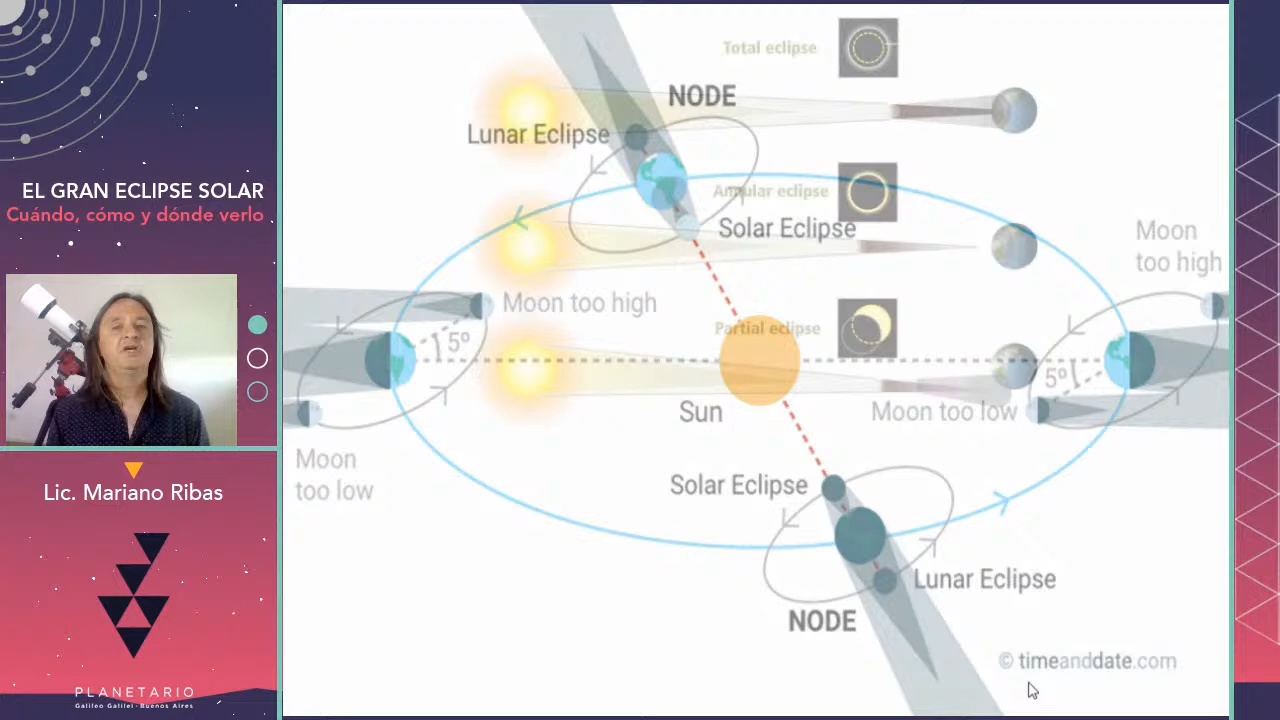 EL GRAN ECLIPSE SOLAR
Cuándo, cómo y dónde verlo
Lic. Mariano Ribas
PLANETARIO
Galileo Galilei · Buenos Aires
Total eclipse
NODE
Lunar Eclipse
Annular eclipse
Solar Eclipse
Moon
too high
Moon too high
5º
Partial eclipse
5º
Sun
Moon too low
Moon
too low
Solar Eclipse
Lunar Eclipse
NODE
© timeanddate.com